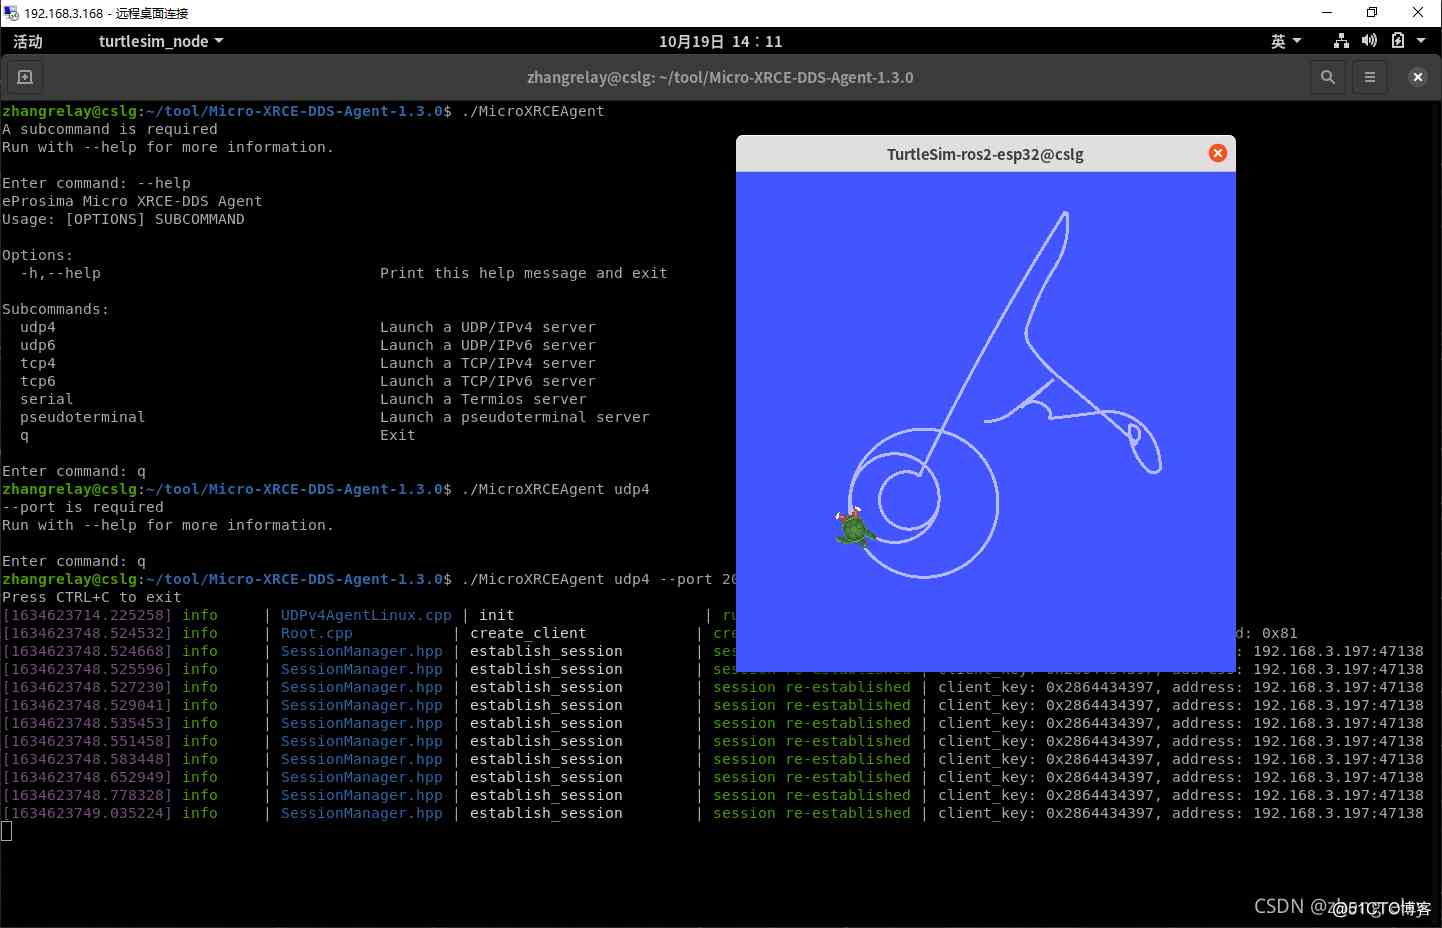 192.168.3.168 - 远程桌面连接
活动 turtlesim_node 10月19日 14：11 英
zhangrelay@cslg: ~/tool/Micro-XRCE-DDS-Agent-1.3.0
zhangrelay@cslg:~/tool/Micro-XRCE-DDS-Agent-1.3.0$ ./MicroXRCEAgent
A subcommand is required
Run with --help for more information.
Enter command: --help
eProsima Micro XRCE-DDS Agent
Usage: [OPTIONS] SUBCOMMAND
Options:
-h,--help Print this help message and exit
Subcommands:
udp4 Launch a UDP/IPv4 server
udp6 Launch a UDP/IPv6 server
tcp4 Launch a TCP/IPv4 server
tcp6 Launch a TCP/IPv6 server
serial Launch a Termios server
pseudoterminal Launch a pseudoterminal server
q Exit
Enter command: q
zhangrelay@cslg:~/tool/Micro-XRCE-DDS-Agent-1.3.0$ ./MicroXRCEAgent udp4
--port is required
Run with --help for more information.
Enter command: q
zhangrelay@cslg:~/tool/Micro-XRCE-DDS-Agent-1.3.0$ ./MicroXRCEAgent udp4 --port 20
Press CTRL+C to exit
[1634623714.225258] info | UDPv4AgentLinux.cpp | init | ru
[1634623748.524532] info | Root.cpp | create_client | cre d: 0x81
[1634623748.524668] info | SessionManager.hpp | establish_session | ses : 192.168.3.197:47138
[1634623748.525596] info | SessionManager.hpp | establish_session | ses : 192.168.3.197:47138
[1634623748.527230] info | SessionManager.hpp | establish_session | session re-established | client_key: 0x2864434397, address: 192.168.3.197:47138
[1634623748.529041] info | SessionManager.hpp | establish_session | session re-established | client_key: 0x2864434397, address: 192.168.3.197:47138
[1634623748.535453] info | SessionManager.hpp | establish_session | session re-established | client_key: 0x2864434397, address: 192.168.3.197:47138
[1634623748.551458] info | SessionManager.hpp | establish_session | session re-established | client_key: 0x2864434397, address: 192.168.3.197:47138
[1634623748.583448] info | SessionManager.hpp | establish_session | session re-established | client_key: 0x2864434397, address: 192.168.3.197:47138
[1634623748.652949] info | SessionManager.hpp | establish_session | session re-established | client_key: 0x2864434397, address: 192.168.3.197:47138
[1634623748.778328] info | SessionManager.hpp | establish_session | session re-established | client_key: 0x2864434397, address: 192.168.3.197:47138
[1634623749.035224] info | SessionManager.hpp | establish_session | session re-established | client_key: 0x2864434397, address: 192.168.3.197:47138
TurtleSim-ros2-esp32@cslg
CSDN
@51CTO博客